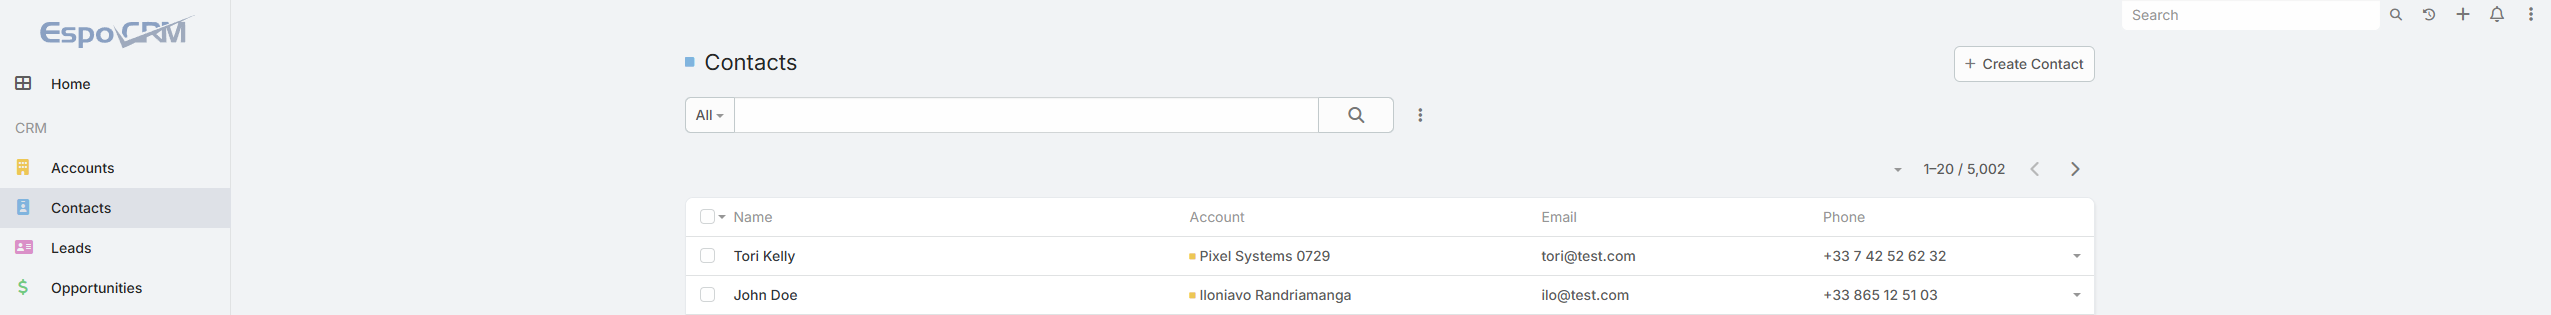 EspoCRM
Search
Home
CRM
Accounts
Contacts
Leads
Opportunities
Contacts
+ Create Contact
All
1–20 / 5,002
Name Account Email Phone
Tori Kelly Pixel Systems 0729 tori@test.com +33 7 42 52 62 32
John Doe Iloniavo Randriamanga ilo@test.com +33 865 12 51 03